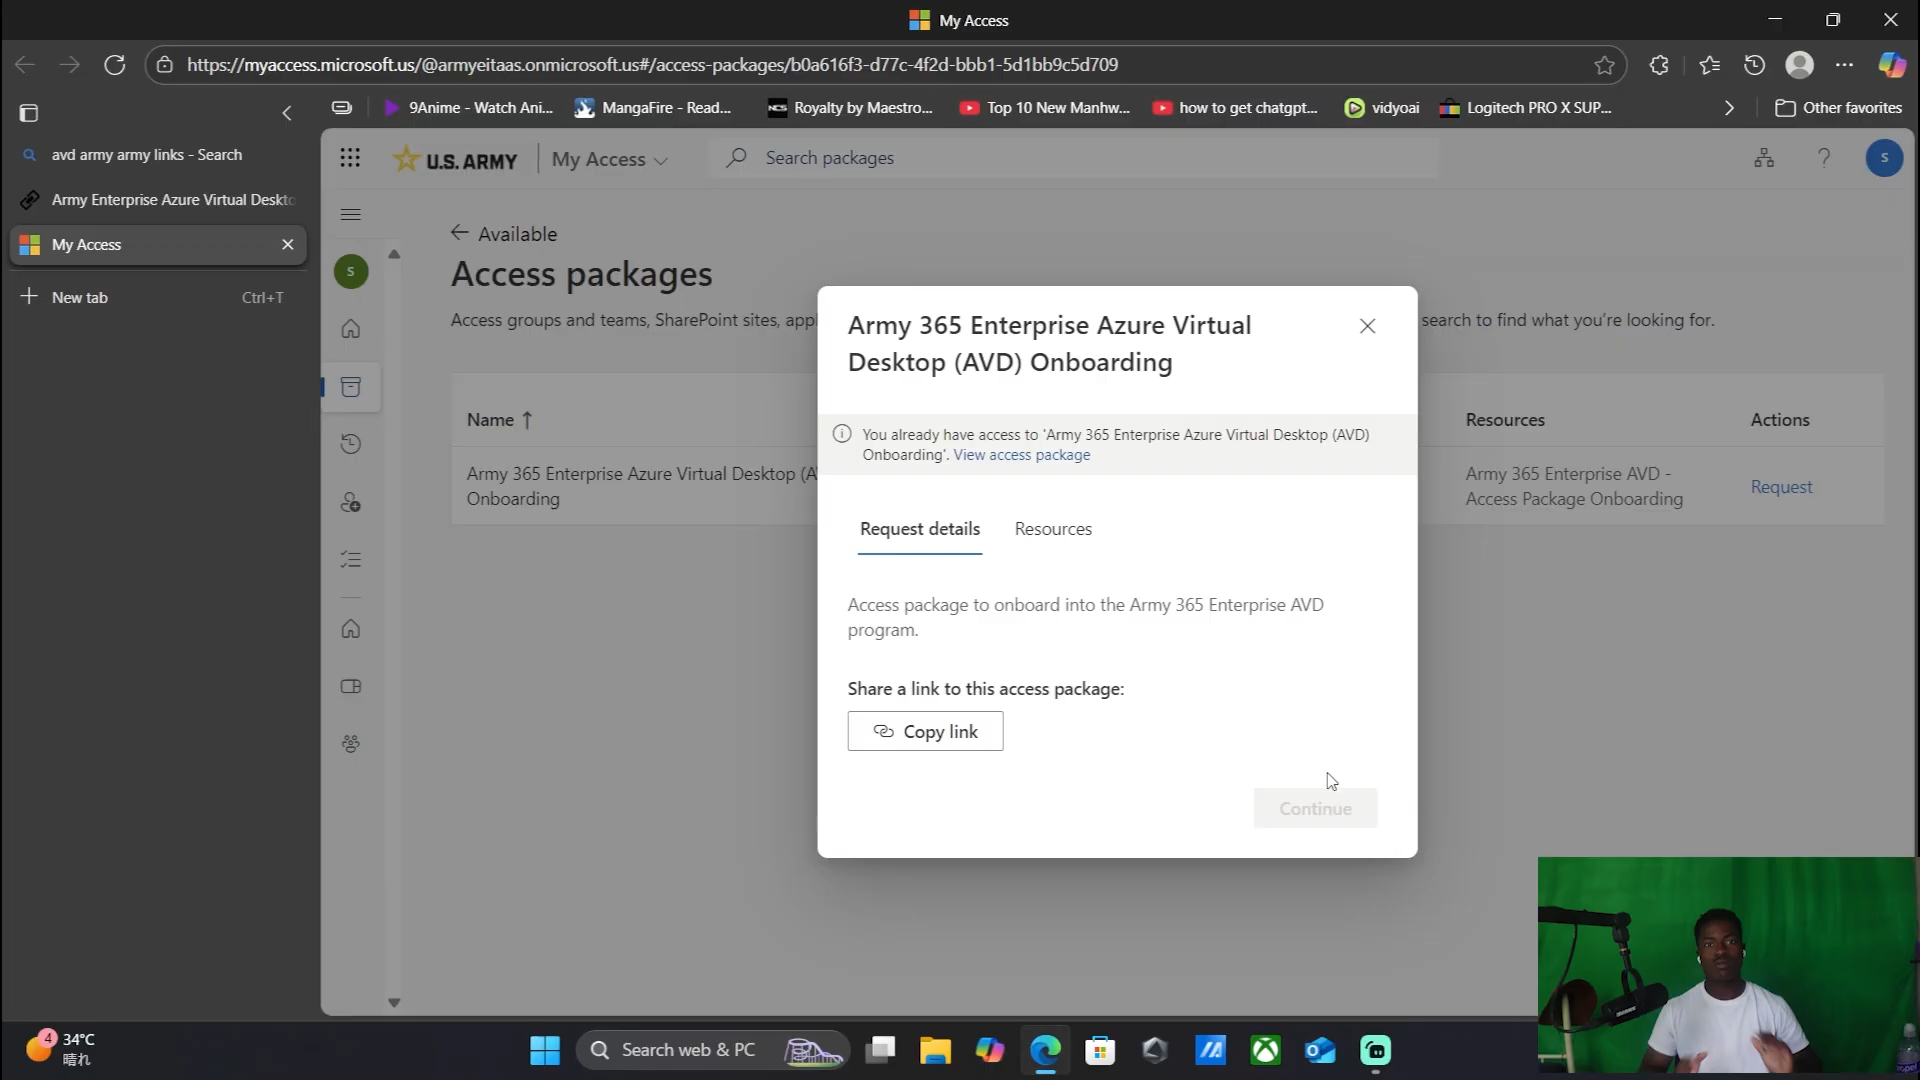 My Access
https://myaccess.microsoft.us/@armyeitaas.onmicrosoft.us#/access-packages/b0a616f3-d77c-4f2d-bbb1-5d1bb9c5d709
9Anime - Watch Ani...
MangaFire - Read...
NCS
Royalty by Maestro...
Top 10 New Manhw...
how to get chatgpt...
vidyoai
Logitech PRO X SUP...
Other favorites
avd army army links - Search
Army Enterprise Azure Virtual Deskto
My Access
New tab
Ctrl+T
U.S. ARMY
My Access
Search packages
?
S
S
Available
Access packages
Access groups and teams, SharePoint sites, appl
search to find what you're looking for.
Name ↑
Resources
Actions
Army 365 Enterprise Azure Virtual Desktop (A
Onboarding
Army 365 Enterprise AVD -
Access Package Onboarding
Request
Army 365 Enterprise Azure Virtual
Desktop (AVD) Onboarding
You already have access to 'Army 365 Enterprise Azure Virtual Desktop (AVD)
Onboarding'. View access package
Request details
Resources
Access package to onboard into the Army 365 Enterprise AVD
program.
Share a link to this access package:
Copy link
Continue
4
34°C
晴れ
Search web & PC